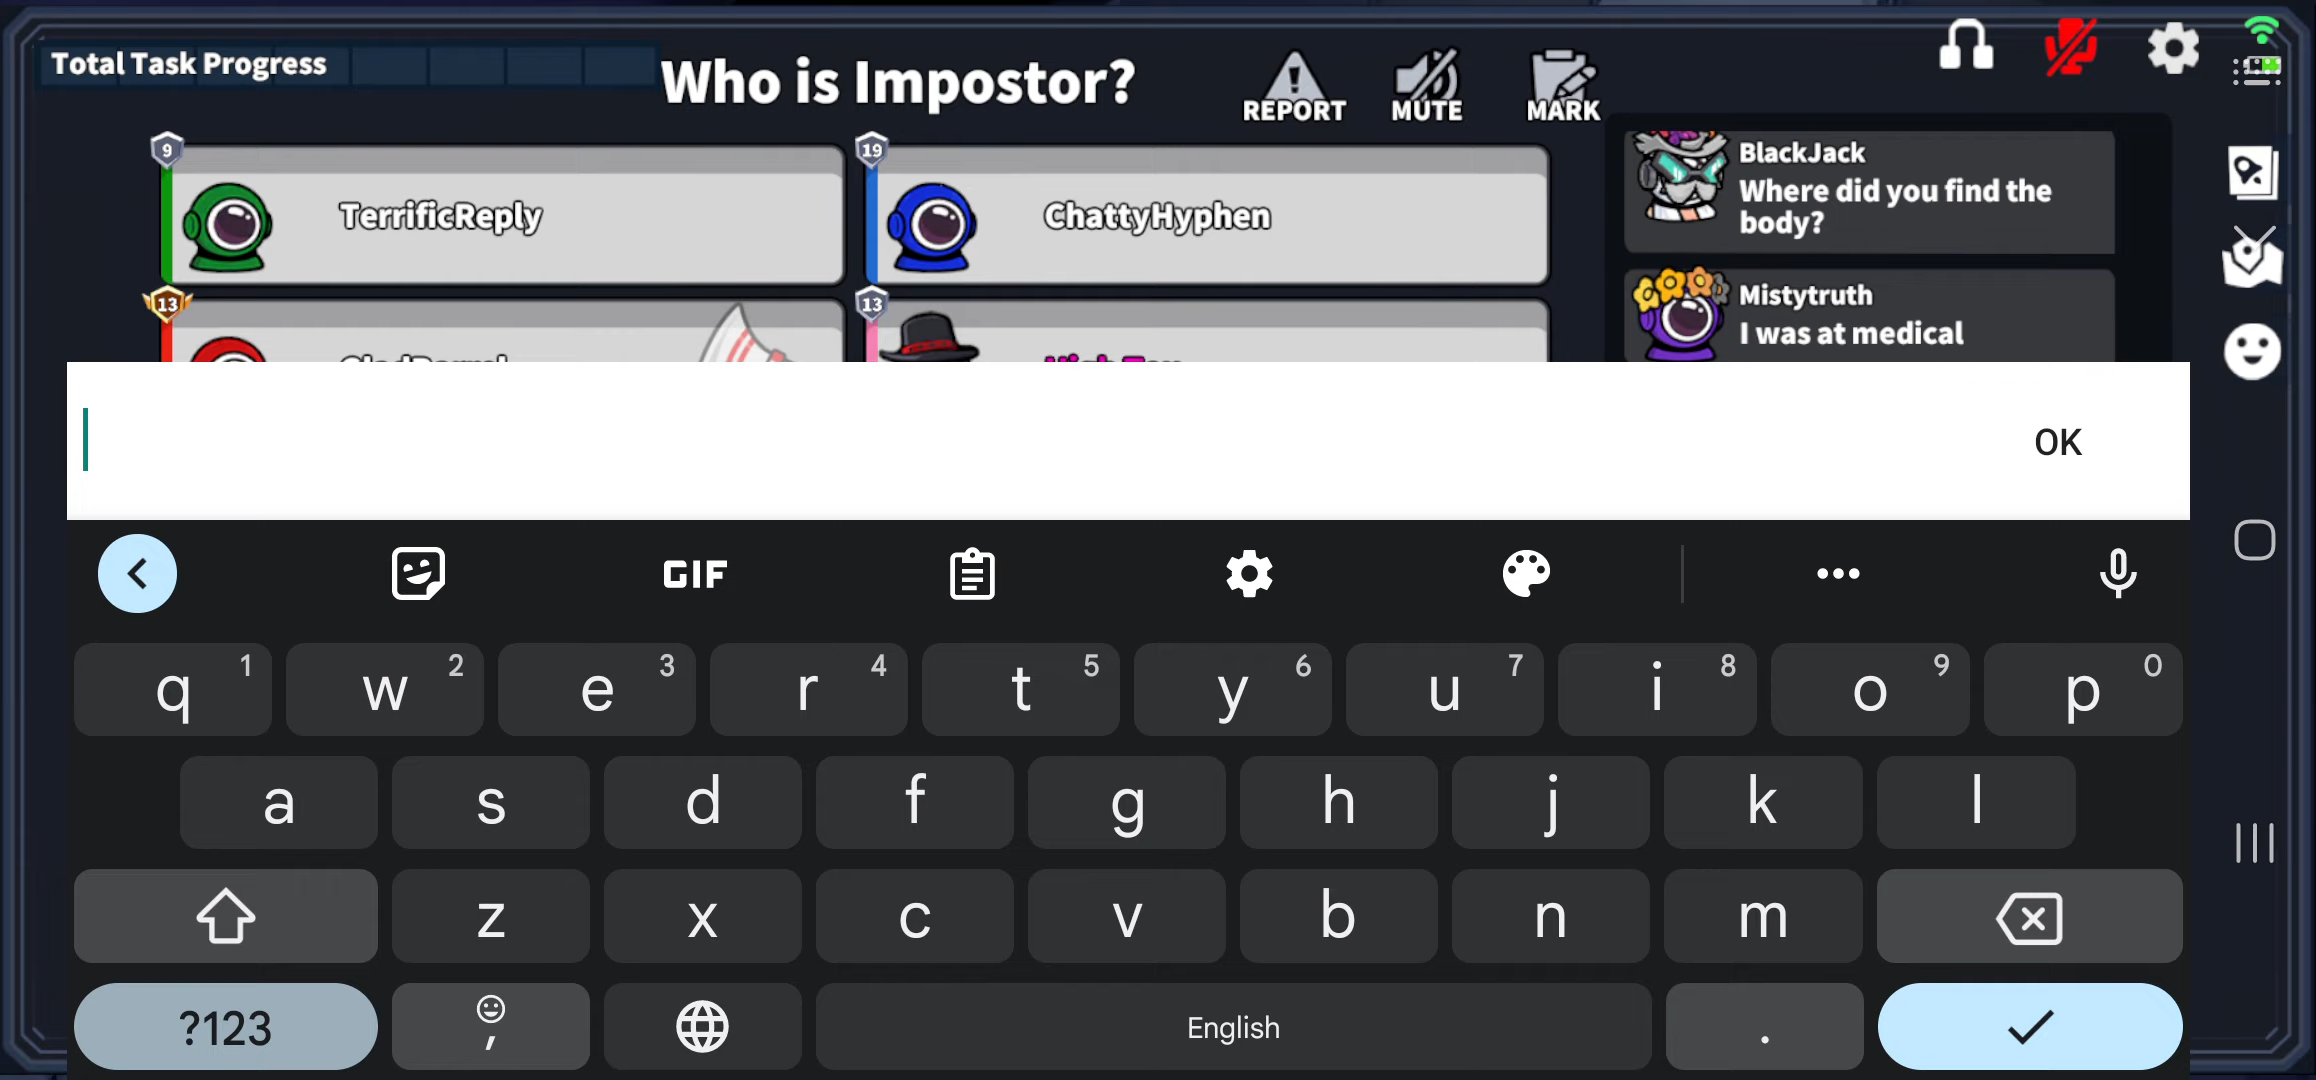 Total Task Progress
Who is Impostor?
REPORT
MUTE
MARK
9
TerrificReply
19
ChattyHyphen
13
13
BlackJack
Where did you find the
body?
Mistytruth
I was at medical
OK
GIF
q 1 w 2 e 3 r 4 t 5 y 6 u 7 i 8 o 9 p 0
a s d f g h j k l
z x c v b n m
?123 , English .